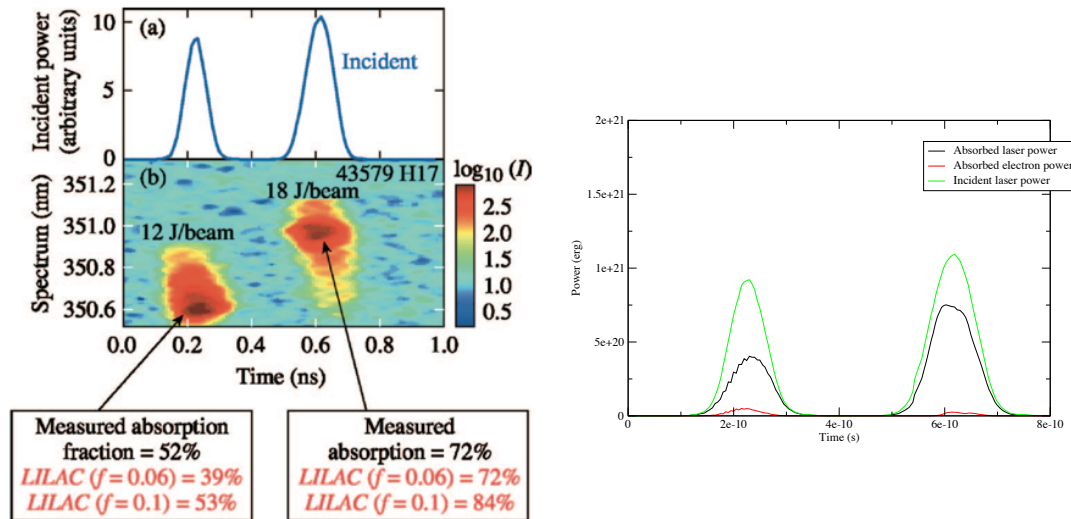 (a)
Incident power
(arbitrary units)
10
5
0
Incident
(b)
43579 H17
log10 (I)
Spectrum (nm)
351.2
351.0
350.8
350.6
12 J/beam
18 J/beam
2.5
2.0
1.5
1.0
0.5
0.0 0.2 0.4 0.6 0.8 1.0
Time (ns)
Measured absorption
fraction = 52%
LILAC (f = 0.06) = 39%
LILAC (f = 0.1) = 53%
Measured
absorption = 72%
LILAC (f = 0.06) = 72%
LILAC (f = 0.1) = 84%
2e+21
1.5e+21
1e+21
5e+20
0
Power (erg)
Absorbed laser power
Absorbed electron power
Incident laser power
0 2e-10 4e-10 6e-10 8e-10
Time (s)